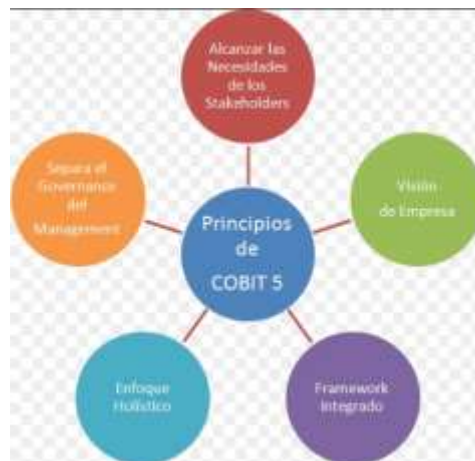 Alcanzar las
Necesidades
de los
Stakeholders
Separa el
Governance
del
Management
Visión
de Empresa
Principios
de
COBIT 5
Enfoque
Holístico
Framework
Integrado